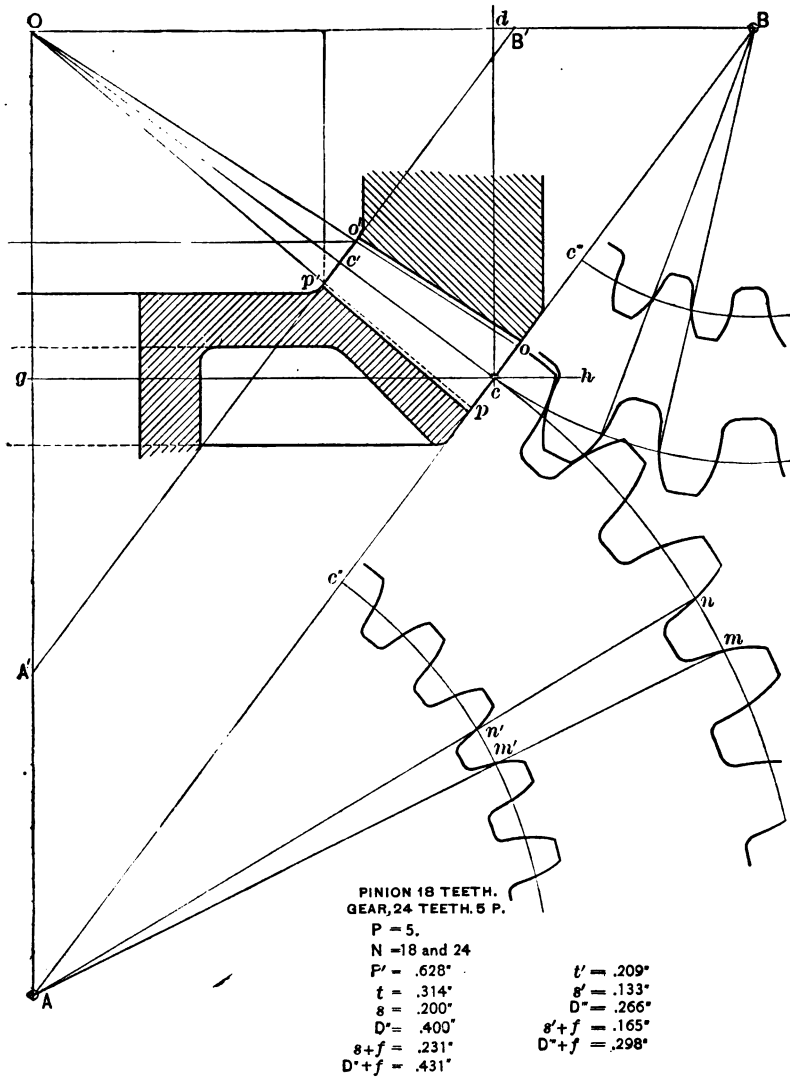 O
d
B'
B
o'
c'
c"
p'
o
g
c
h
p
c"
n
m
A'
n'
m'
A
PINION 18 TEETH.
GEAR, 24 TEETH. 5 P.
P = 5.
N = 18 and 24
P' = .628"
t = .314"
s = .200"
D" = .400"
s+f = .231"
D"+f = .431"
t' = .209"
s' = .133"
D'" = .266"
s'+f = .165"
D'"+f = .298"